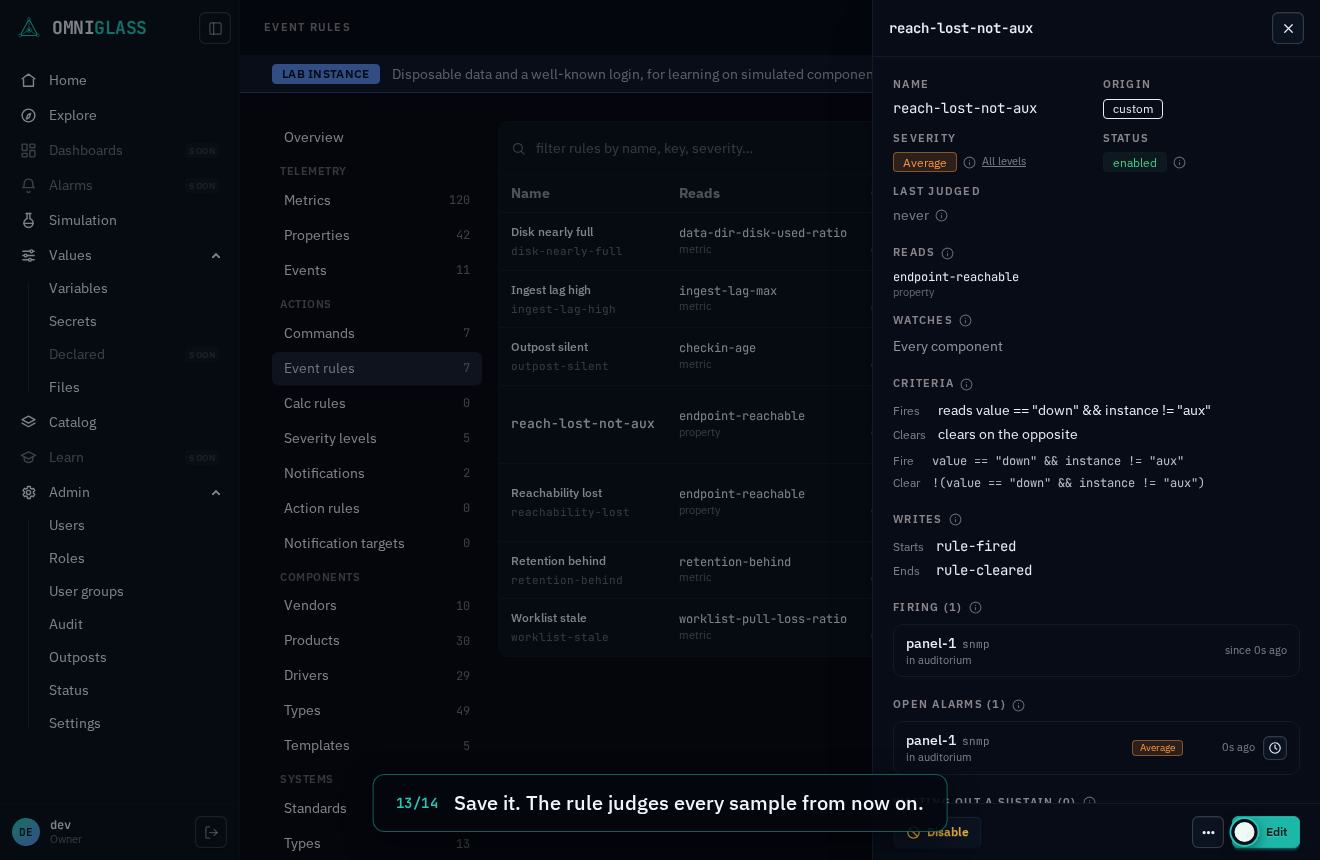 OMNIGLASS
Home
Explore
Dashboards SOON
Alarms SOON
Simulation
Values
Variables
Secrets
Declared SOON
Files
Catalog
Learn SOON
Admin
Users
Roles
User groups
Audit
Outposts
Status
Settings
DE dev
Owner
EVENT RULES
LAB INSTANCE Disposable data and a well-known login, for learning on simulated componen
Overview
TELEMETRY
Metrics 120
Properties 42
Events 11
ACTIONS
Commands 7
Event rules 7
Calc rules 0
Severity levels 5
Notifications 2
Action rules 0
Notification targets 0
COMPONENTS
Vendors 10
Products 30
Drivers 29
Types 49
Templates 5
SYSTEMS
Standards
Types 13
filter rules by name, key, severity...
Name Reads
Disk nearly full data-dir-disk-used-ratio
disk-nearly-full metric
Ingest lag high ingest-lag-max
ingest-lag-high metric
Outpost silent checkin-age
outpost-silent metric
reach-lost-not-aux endpoint-reachable
property
Reachability lost endpoint-reachable
reachability-lost property
Retention behind retention-behind
retention-behind metric
Worklist stale worklist-pull-loss-ratio
worklist-stale metric
reach-lost-not-aux
NAME ORIGIN
reach-lost-not-aux custom
SEVERITY STATUS
Average All levels enabled
LAST JUDGED
never
READS
endpoint-reachable
property
WATCHES
Every component
CRITERIA
Fires reads value == "down" && instance != "aux"
Clears clears on the opposite
Fire value == "down" && instance != "aux"
Clear !(value == "down" && instance != "aux")
WRITES
Starts rule-fired
Ends rule-cleared
FIRING (1)
panel-1 snmp since 0s ago
in auditorium
OPEN ALARMS (1)
panel-1 snmp Average 0s ago
in auditorium
OUT A SUSTAIN (0)
13/14 Save it. The rule judges every sample from now on.
Disable Edit